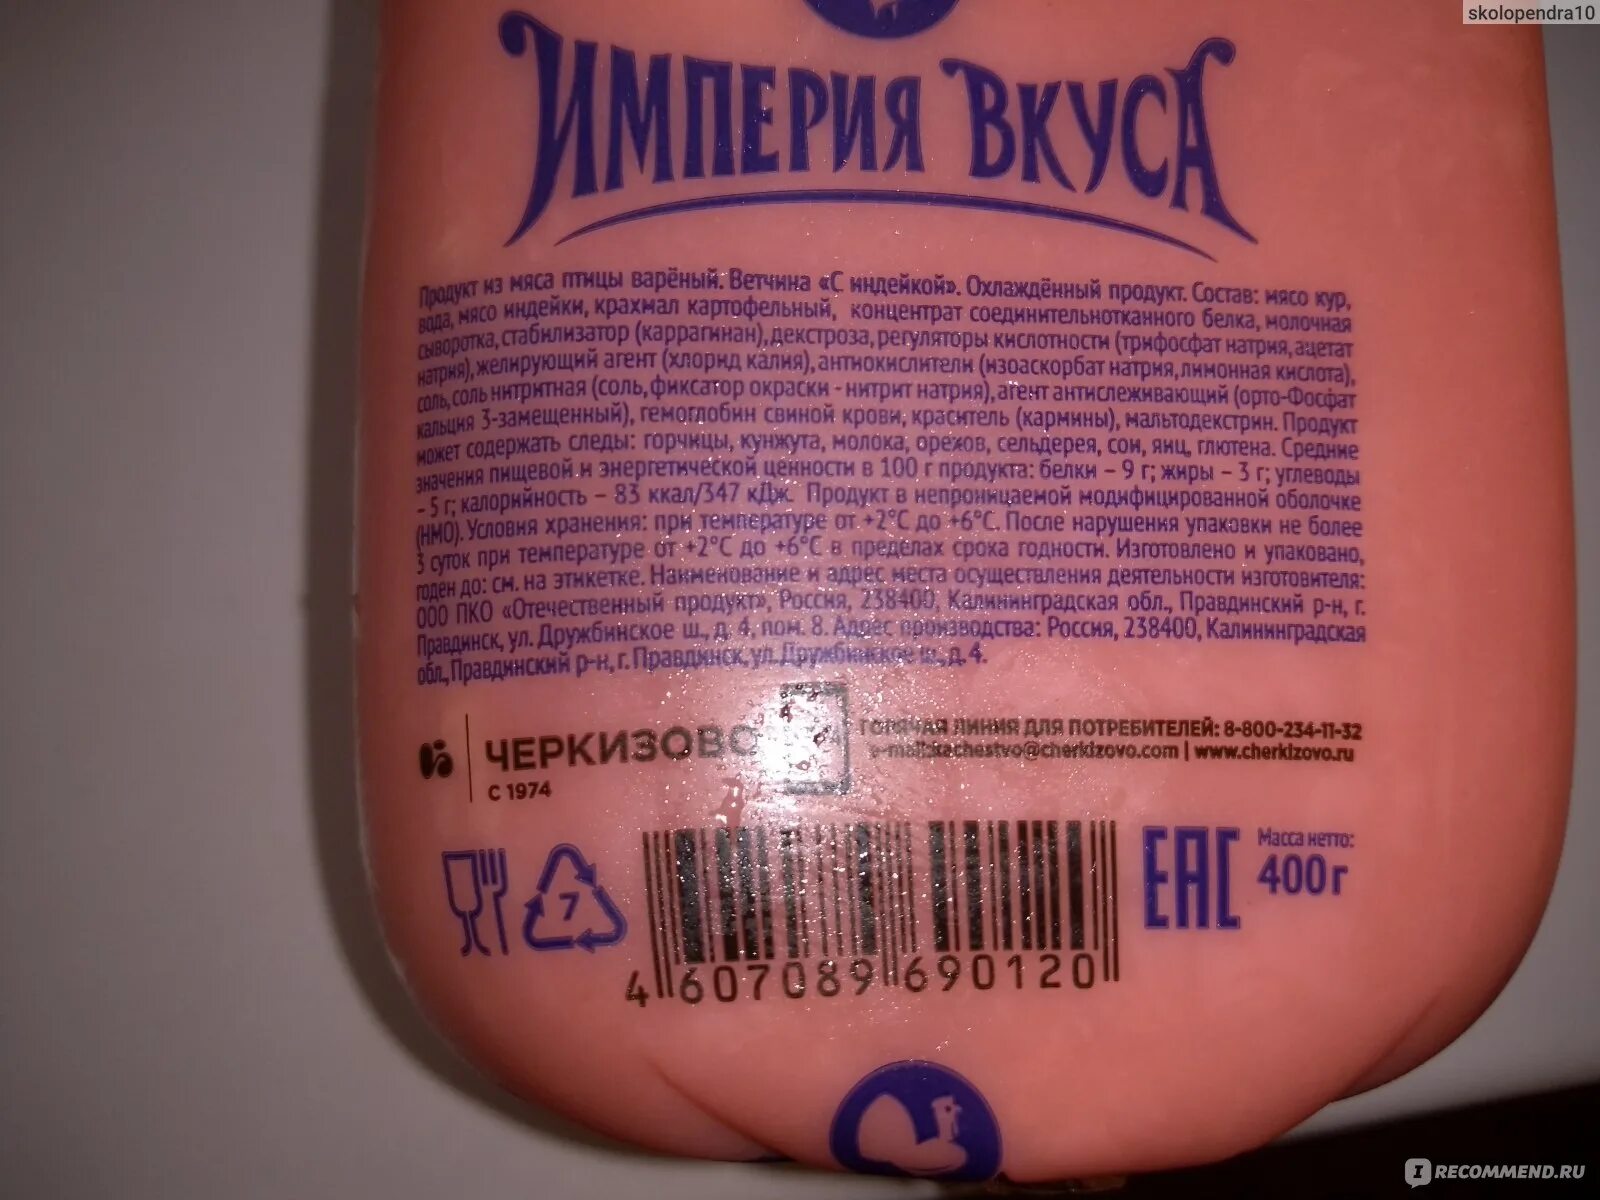 skolopendra10
ИМПЕРИЯ ВКУСА
Продукт из мяса птицы варёный. Ветчина «С индейкой». Охлаждённый продукт. Состав: мясо кур,
вода, мясо индейки, крахмал картофельный, концентрат соединительнотканного белка, молочная
сыворотка, стабилизатор (каррагинан), декстроза, регуляторы кислотности (трифосфат натрия, ацетат
натрия), желирующий агент (хлорид калия), антиокислители (изоаскорбат натрия, лимонная кислота),
соль, соль нитритная (соль, фиксатор окраски - нитрит натрия), агент антислеживающий (орто-Фосфат
кальция 3-замещенный), гемоглобин свиной крови, краситель (кармины), мальтодекстрин. Продукт
может содержать следы: горчицы, кунжута, молока, орехов, сельдерея, сои, яиц, глютена. Средние
значения пищевой и энергетической ценности в 100 г продукта: белки – 9 г; жиры – 3 г; углеводы
– 5 г; калорийность – 83 ккал/347 кДж. Продукт в непроницаемой модифицированной оболочке
(НМО). Условия хранения: при температуре от +2°С до +6°С. После нарушения упаковки не более
3 суток при температуре от +2°С до +6°С в пределах срока годности. Изготовлено и упаковано,
годен до: см. на этикетке. Наименование и адрес места осуществления деятельности изготовителя:
ООО ПКО «Отечественный продукт», Россия, 238400, Калининградская обл., Правдинский р-н, г.
Правдинск, ул. Дружбинское ш., д. 4, пом. 8. Адрес производства: Россия, 238400, Калининградская
обл., Правдинский р-н, г. Правдинск, ул. Дружбинское ш., д. 4.
ЧЕРКИЗОВО
С 1974
ГОРЯЧАЯ ЛИНИЯ ДЛЯ ПОТРЕБИТЕЛЕЙ: 8-800-234-11-32
e-mail:kachestvo@cherkizovo.com | www.cherkizovo.ru
7
4 607089 690120
ЕАС
Масса нетто:
400 г
IRECOMMEND.RU